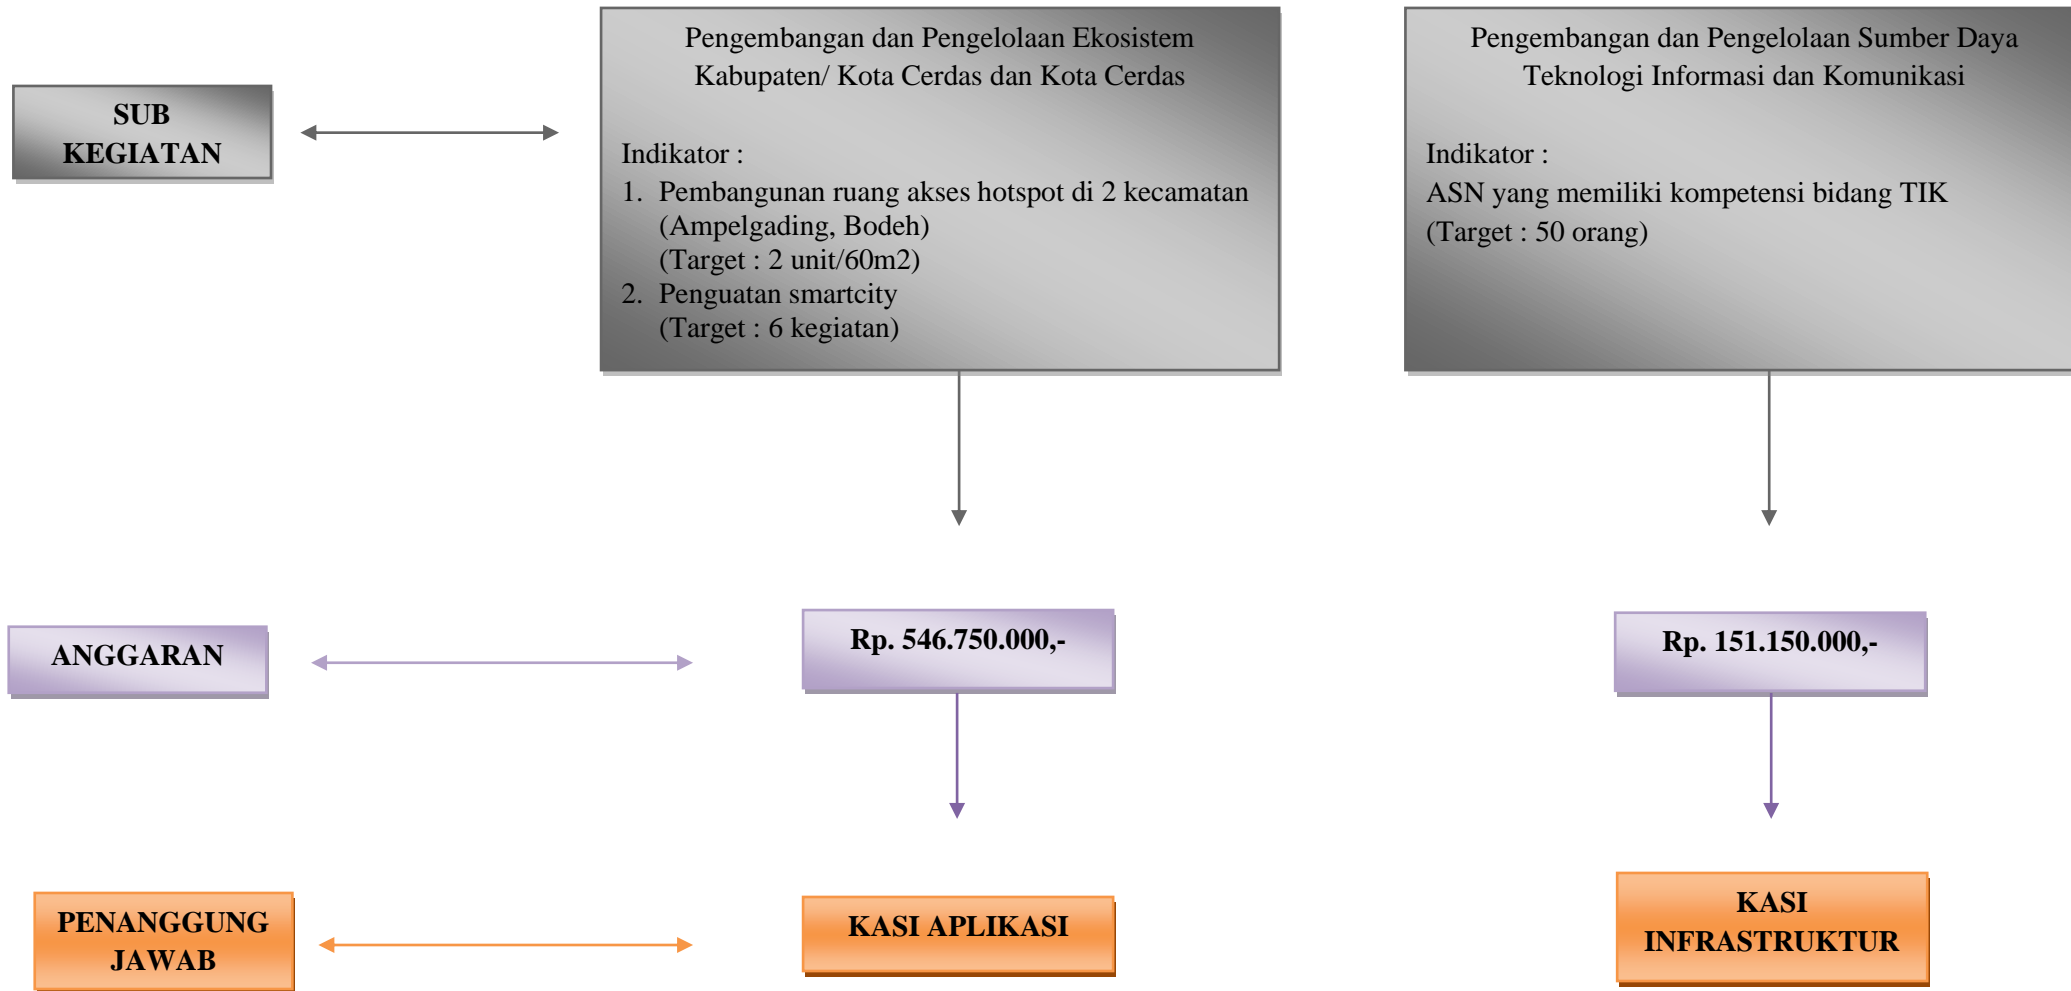 SUB
KEGIATAN
Pengembangan dan Pengelolaan Ekosistem
Kabupaten/ Kota Cerdas dan Kota Cerdas
Indikator :
1. Pembangunan ruang akses hotspot di 2 kecamatan
(Ampelgading, Bodeh)
(Target : 2 unit/60m2)
2. Penguatan smartcity
(Target : 6 kegiatan)
Pengembangan dan Pengelolaan Sumber Daya
Teknologi Informasi dan Komunikasi
Indikator :
ASN yang memiliki kompetensi bidang TIK
(Target : 50 orang)
ANGGARAN
Rp. 546.750.000,-
Rp. 151.150.000,-
PENANGGUNG
JAWAB
KASI APLIKASI
KASI
INFRASTRUKTUR